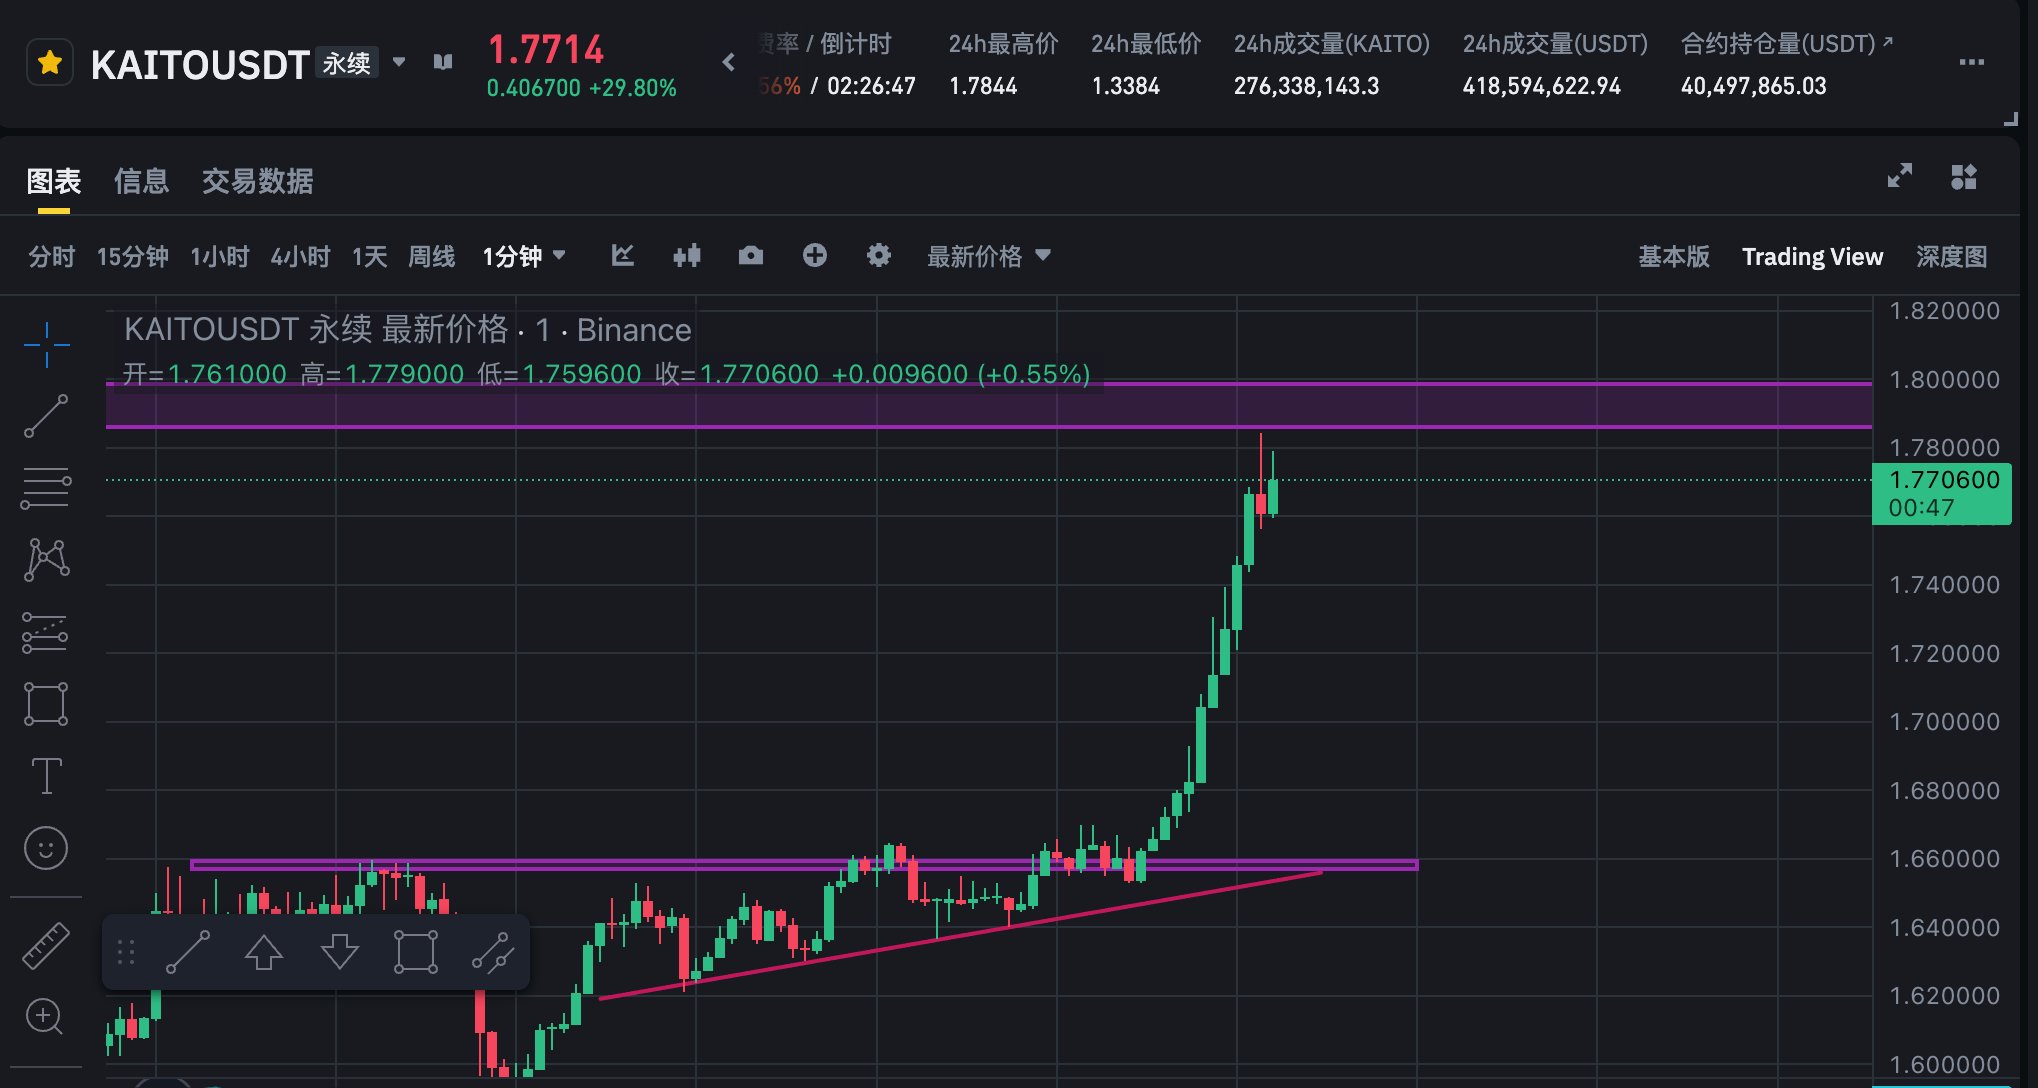 KAITOUSDT 永续
1.7714
0.406700 +29.80%
费率 / 倒计时
56% / 02:26:47
24h最高价
1.7844
24h最低价
1.3384
24h成交量(KAITO)
276,338,143.3
24h成交量(USDT)
418,594,622.94
合约持仓量(USDT)
40,497,865.03
图表 信息 交易数据
分时 15分钟 1小时 4小时 1天 周线 1分钟 最新价格 基本版 Trading View 深度图
KAITOUSDT 永续 最新价格 · 1 · Binance
开=1.761000 高=1.779000 低=1.759600 收=1.770600 +0.009600 (+0.55%)
1.820000
1.800000
1.780000
1.770600
00:47
1.740000
1.720000
1.700000
1.680000
1.660000
1.640000
1.620000
1.600000